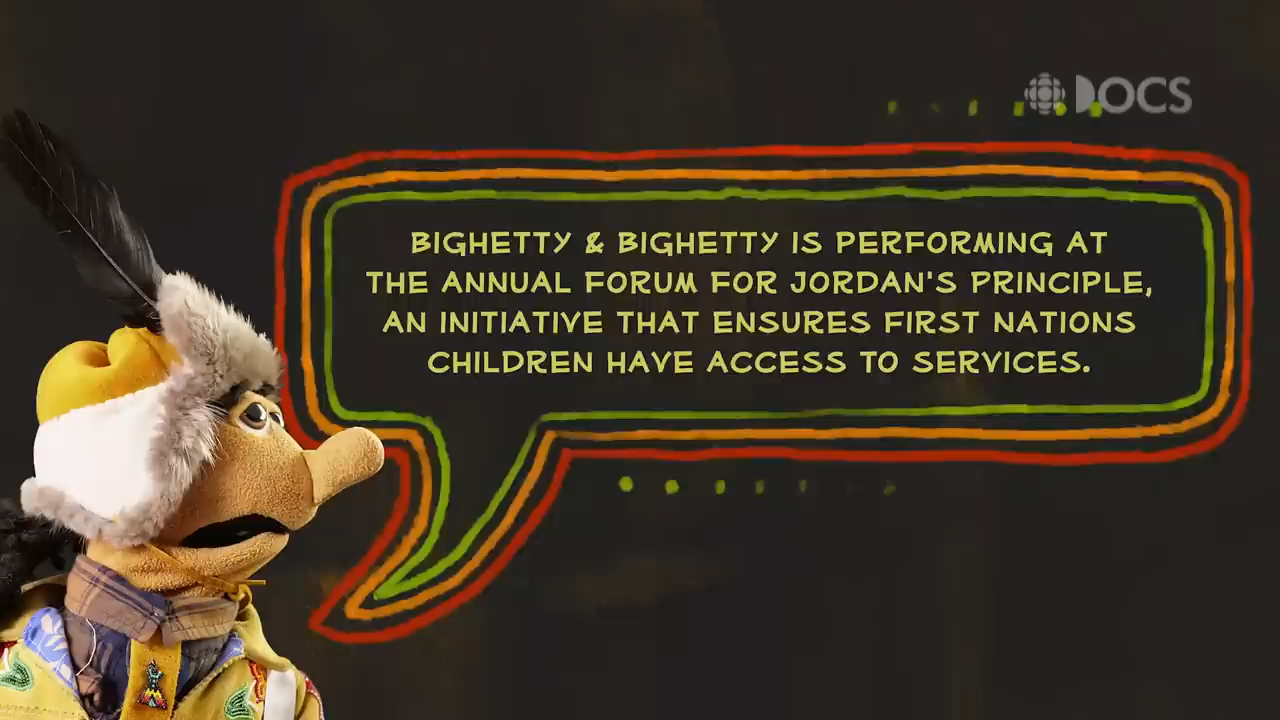 DOCS
BIGHETTY & BIGHETTY IS PERFORMING AT
THE ANNUAL FORUM FOR JORDAN'S PRINCIPLE,
AN INITIATIVE THAT ENSURES FIRST NATIONS
CHILDREN HAVE ACCESS TO SERVICES.